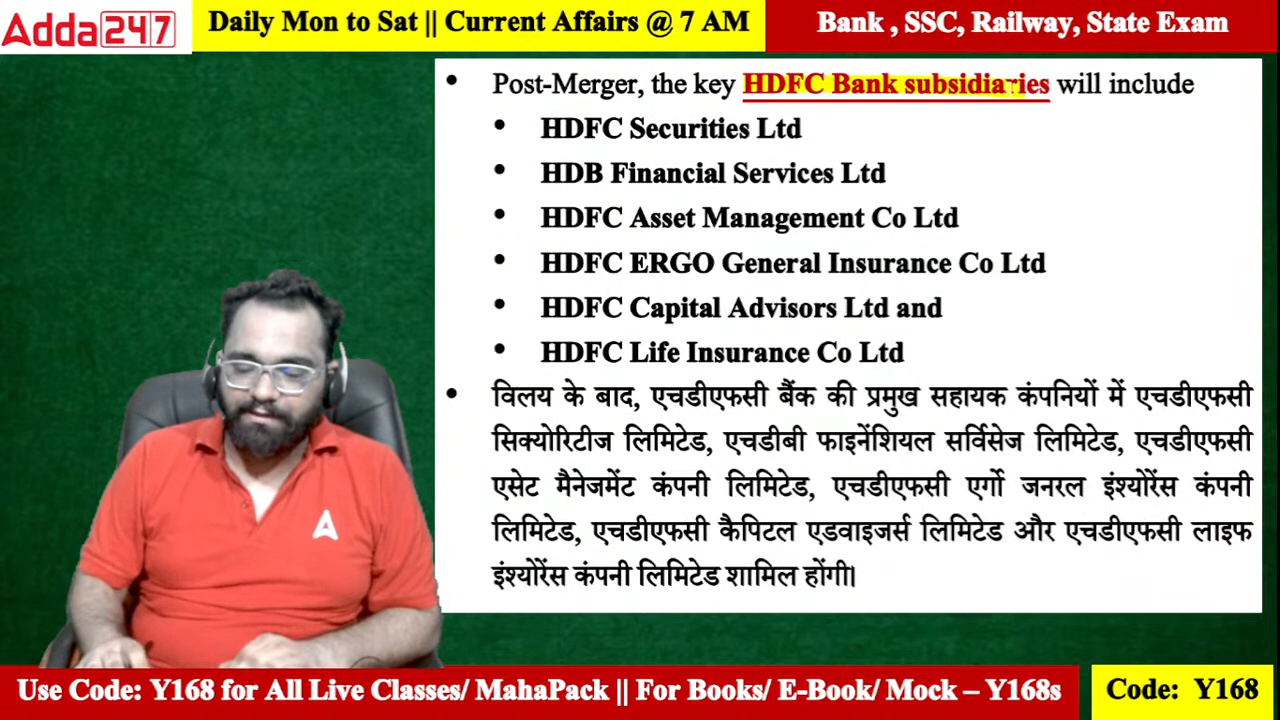 Adda247
Daily Mon to Sat || Current Affairs @ 7 AM
Bank , SSC, Railway, State Exam
• Post-Merger, the key HDFC Bank subsidiaries will include
• HDFC Securities Ltd
• HDB Financial Services Ltd
• HDFC Asset Management Co Ltd
• HDFC ERGO General Insurance Co Ltd
• HDFC Capital Advisors Ltd and
• HDFC Life Insurance Co Ltd
• विलय के बाद, एचडीएफसी बैंक की प्रमुख सहायक कंपनियों में एचडीएफसी
सिक्योरिटीज लिमिटेड, एचडीबी फाइनेंशियल सर्विसेज लिमिटेड, एचडीएफसी
एसेट मैनेजमेंट कंपनी लिमिटेड, एचडीएफसी एर्गो जनरल इंश्योरेंस कंपनी
लिमिटेड, एचडीएफसी कैपिटल एडवाइजर्स लिमिटेड और एचडीएफसी लाइफ
इंश्योरेंस कंपनी लिमिटेड शामिल होंगी।
A
Use Code: Y168 for All Live Classes/ MahaPack || For Books/ E-Book/ Mock – Y168s
Code: Y168